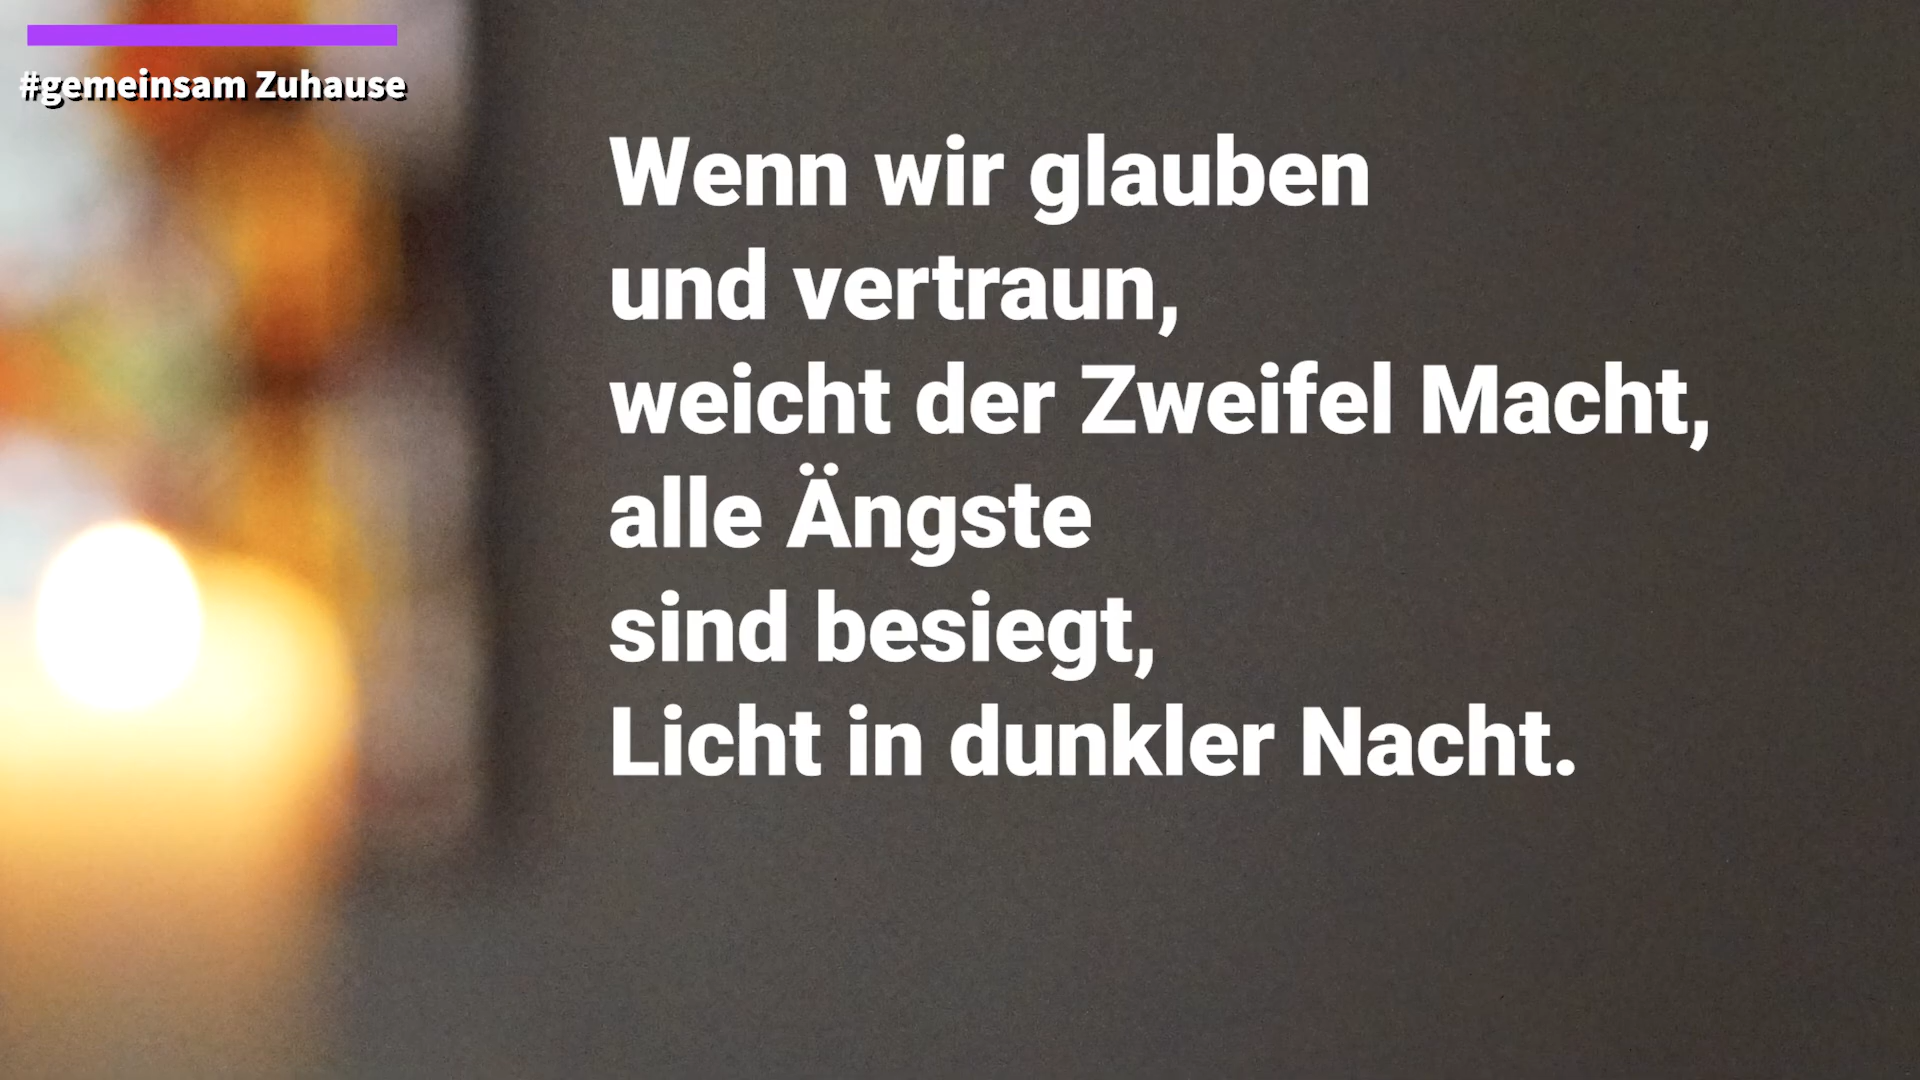 #gemeinsam Zuhause
Wenn wir glauben
und vertraun,
weicht der Zweifel Macht,
alle Ängste
sind besiegt,
Licht in dunkler Nacht.